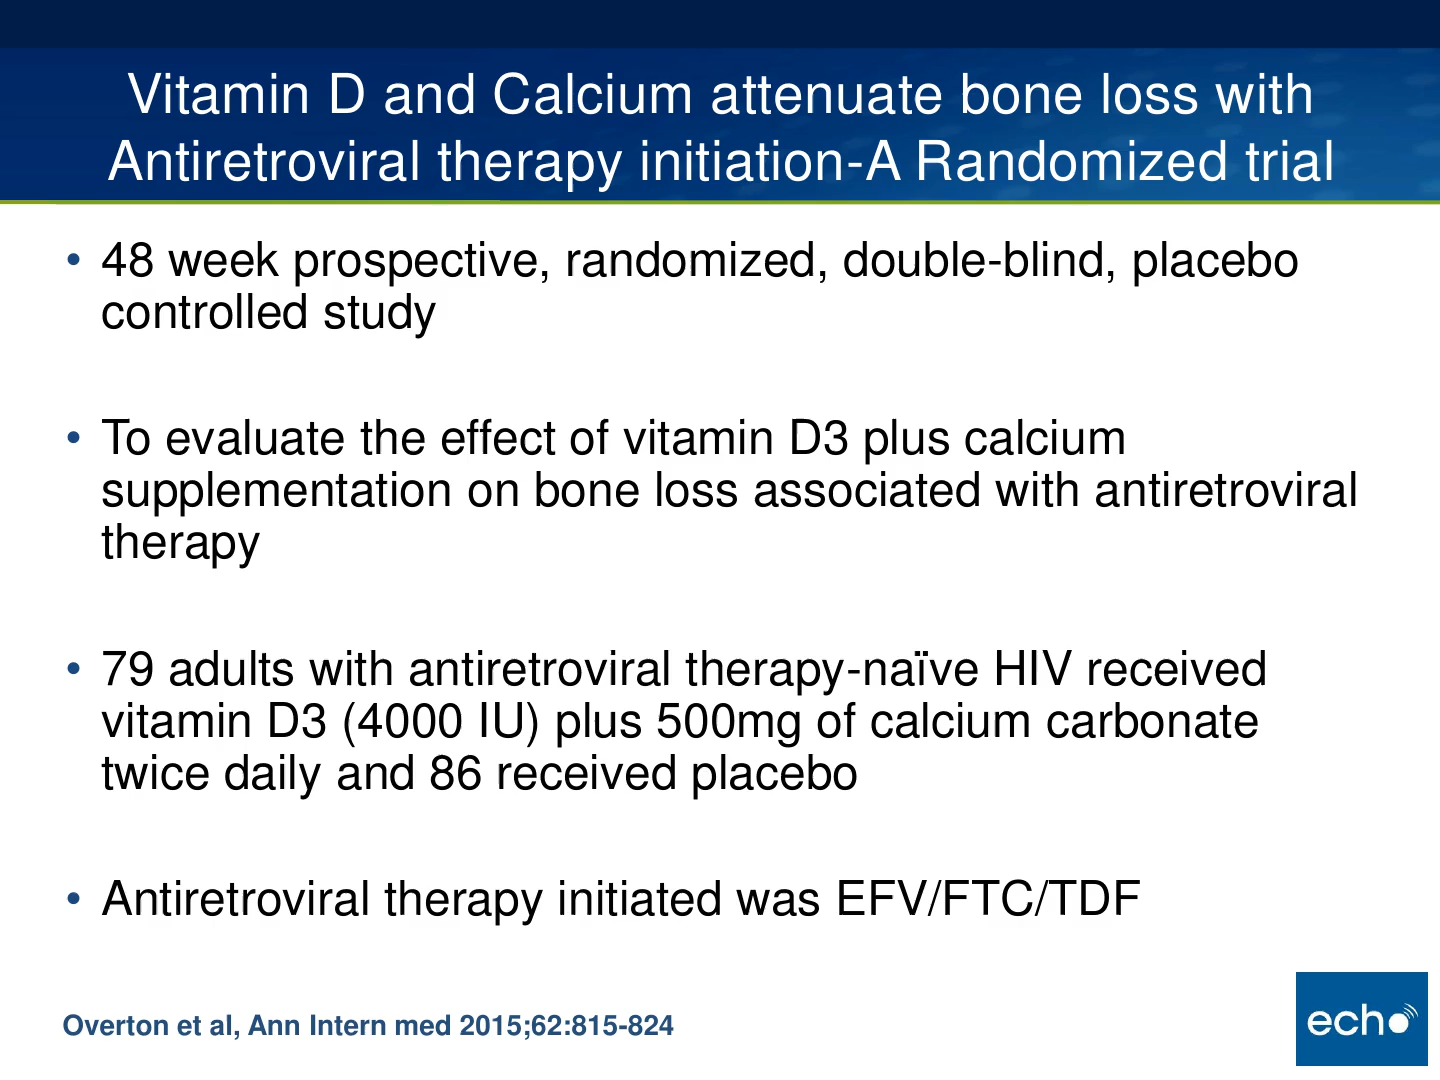 Vitamin D and Calcium attenuate bone loss with
Antiretroviral therapy initiation-A Randomized trial
• 48 week prospective, randomized, double-blind, placebo
controlled study
• To evaluate the effect of vitamin D3 plus calcium
supplementation on bone loss associated with antiretroviral
therapy
• 79 adults with antiretroviral therapy-naïve HIV received
vitamin D3 (4000 IU) plus 500mg of calcium carbonate
twice daily and 86 received placebo
• Antiretroviral therapy initiated was EFV/FTC/TDF
Overton et al, Ann Intern med 2015;62:815-824
echo